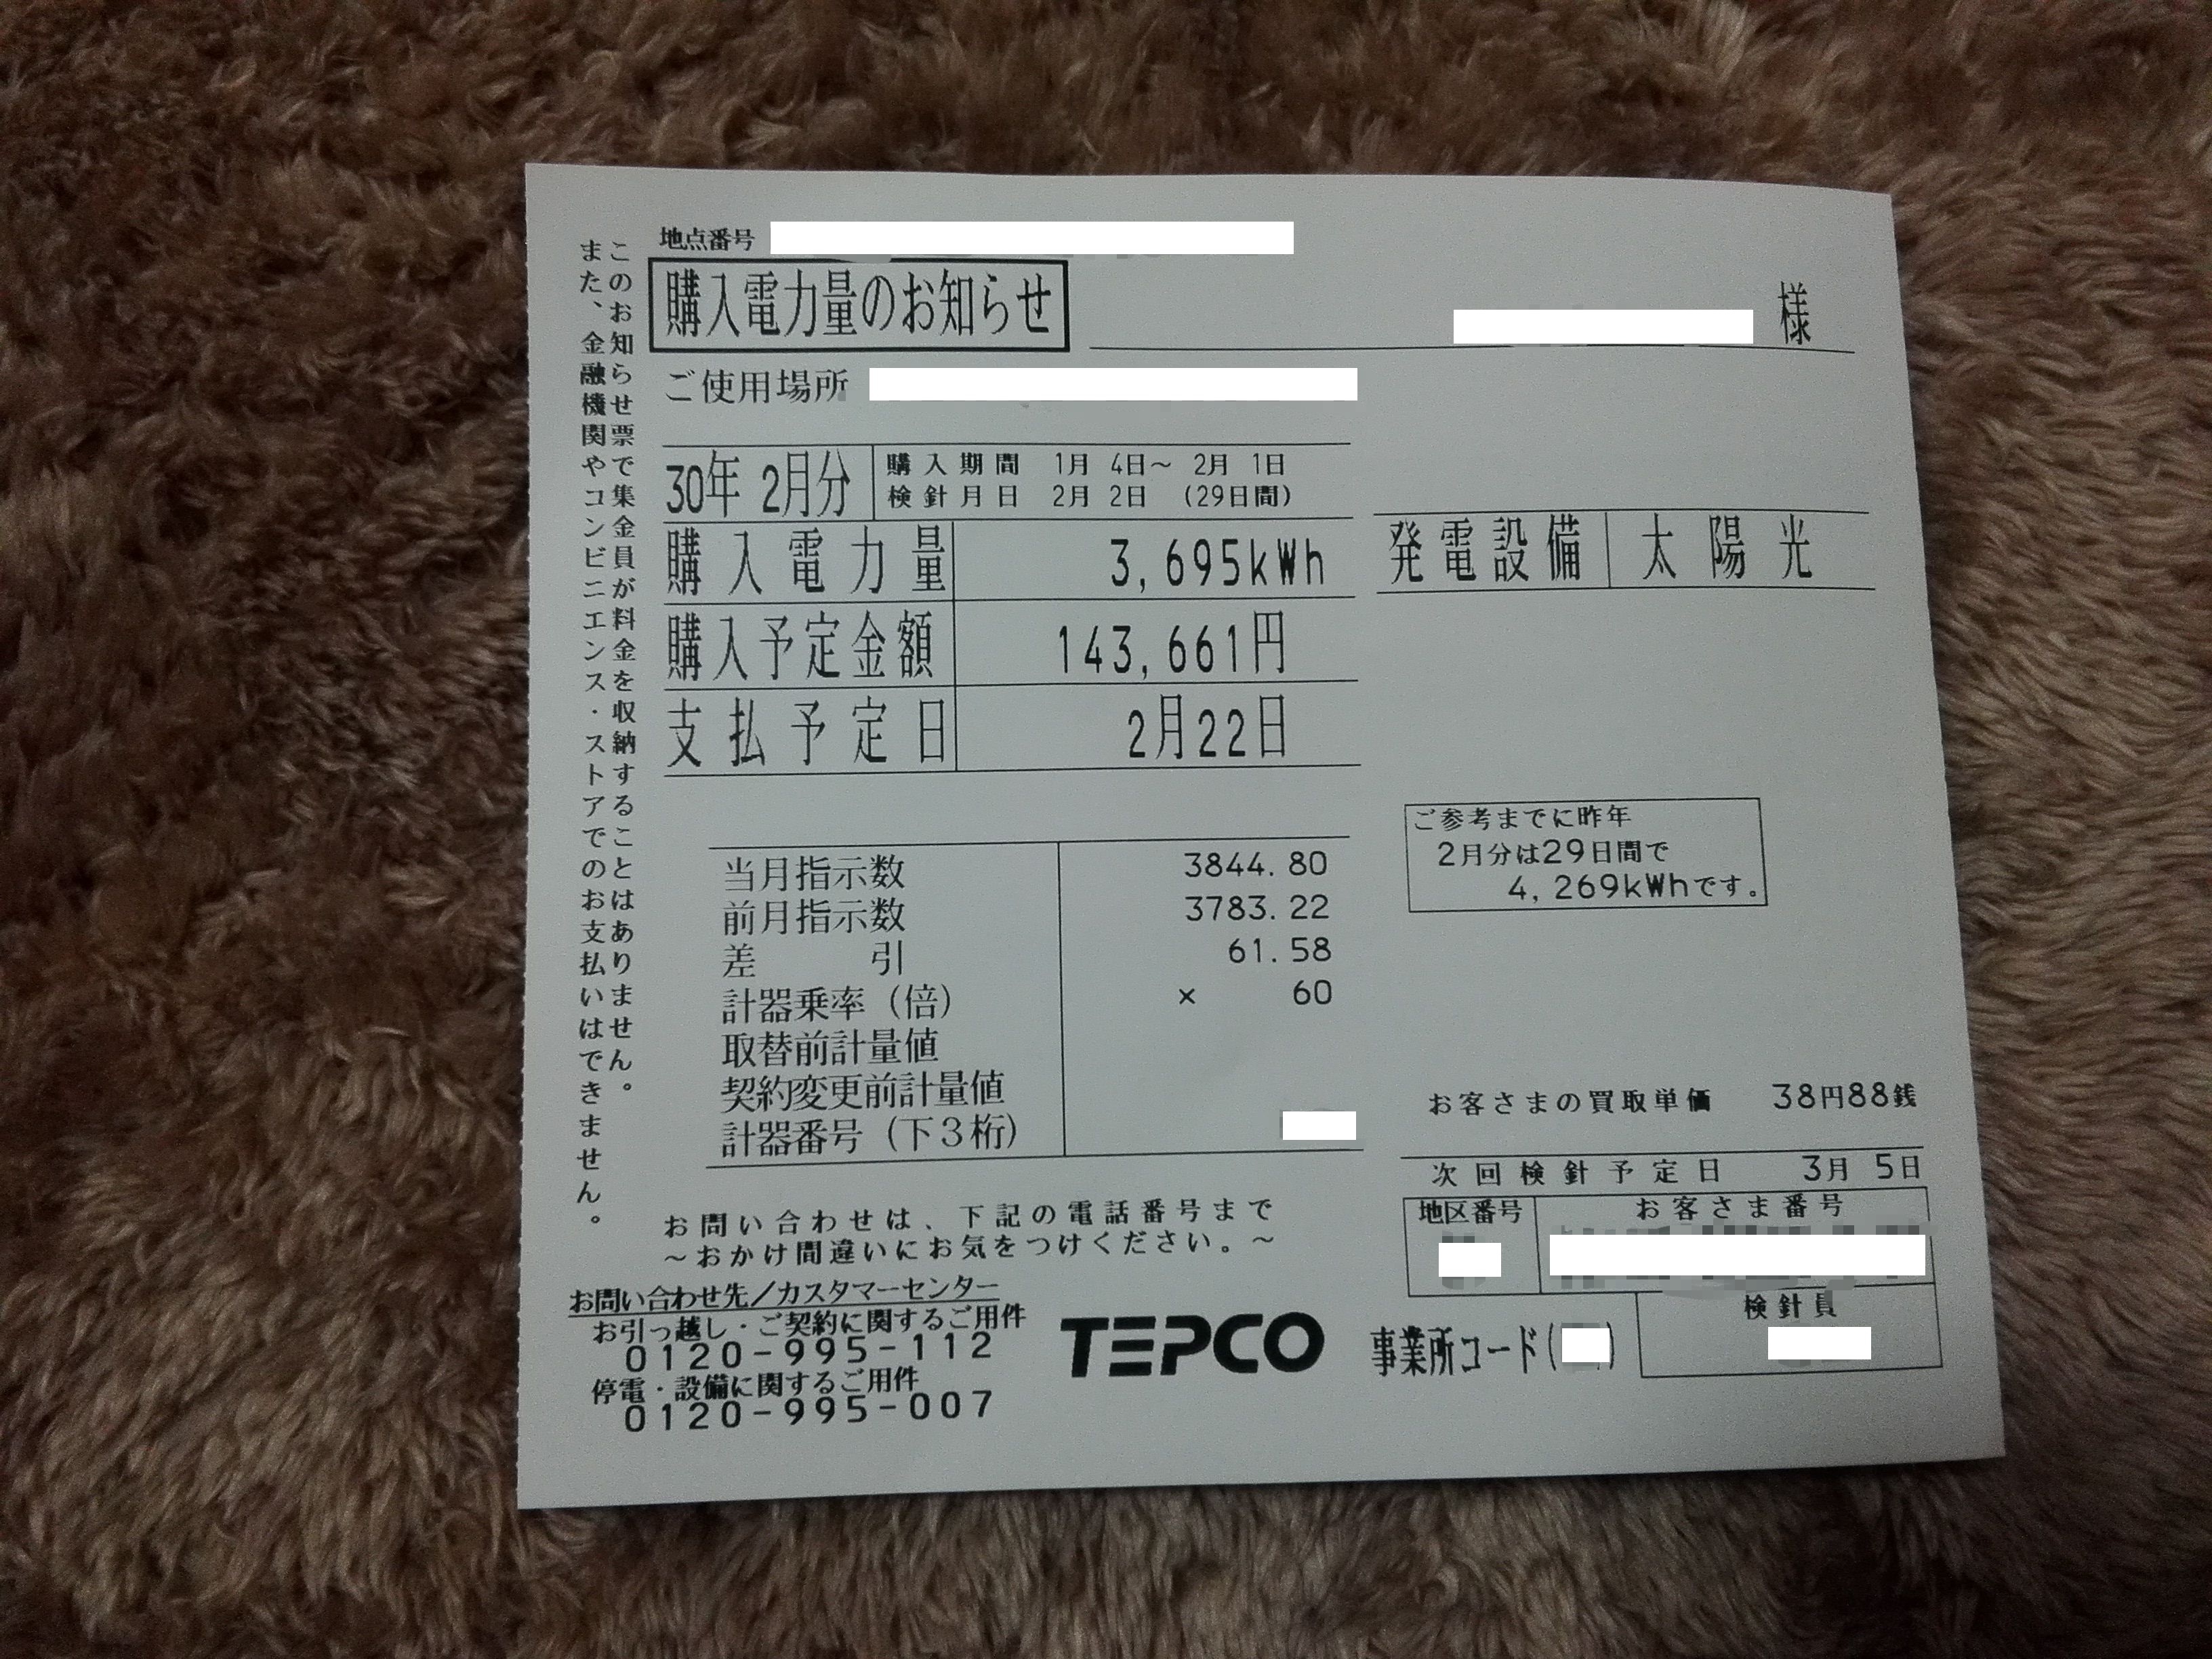 地点番号
購入電力量のお知らせ
様
ご使用場所
30年 2月分
購入期間 1月 4日～ 2月 1日
検針月日 2月 2日 (29日間)
購入電力量 3,695kWh
発電設備 太陽光
購入予定金額 143,661円
支払予定日 2月22日
ご参考までに昨年
2月分は29日間で
4,269kWhです。
当月指示数 3844.80
前月指示数 3783.22
差引 61.58
計器乗率(倍) × 60
取替前計量値
契約変更前計量値
計器番号(下3桁)
お客さまの買取単価 38円88銭
次回検針予定日 3月 5日
地区番号 お客さま番号
検針員
事業所コード( )
お問い合わせは、下記の電話番号まで
～おかけ間違いにお気をつけください。～
お問い合わせ先/カスタマーセンター
お引っ越し・ご契約に関するご用件
0120-995-112
停電・設備に関するご用件
0120-995-007
TEPCO
このお知らせ票で集金員が料金を収納することはありません。
また、金融機関やコンビニエンス・ストアでのお支払いはできません。